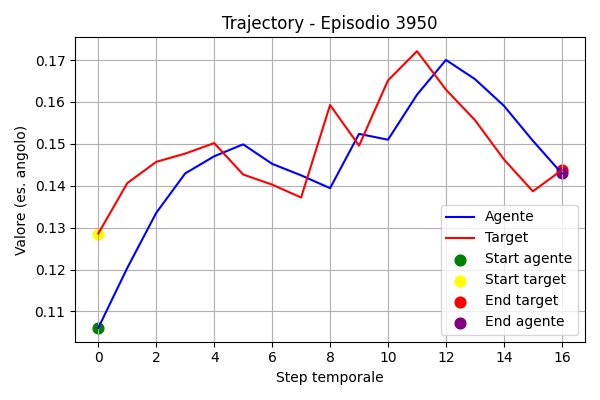 Trajectory - Episodio 3950
Valore (es. angolo)
0.17
0.16
0.15
0.14
0.13
0.12
0.11
0 2 4 6 8 10 12 14 16
Step temporale
Agente
Target
Start agente
Start target
End target
End agente